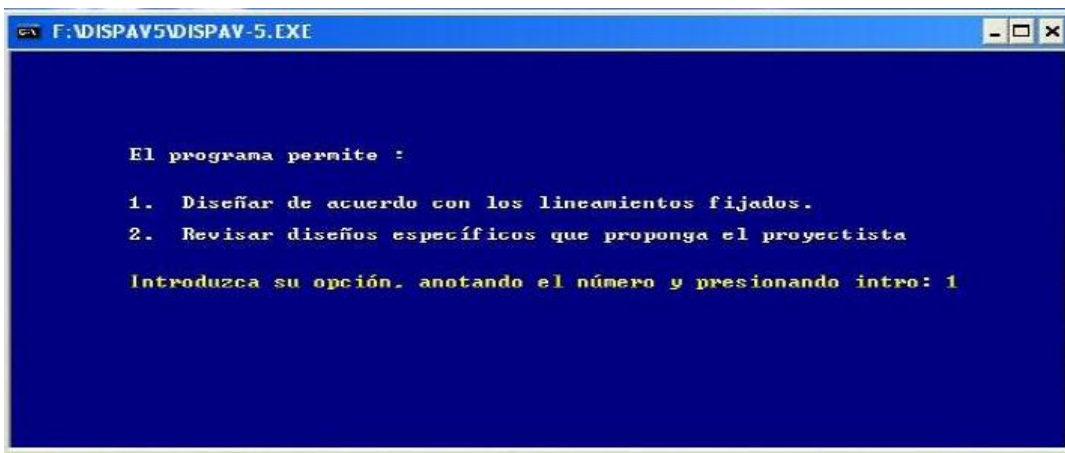 F:\DISPAV5\DISPAV-5.EXE
El programa permite :
1. Diseñar de acuerdo con los lineamientos fijados.
2. Revisar diseños específicos que proponga el proyectista
Introduzca su opción, anotando el número y presionando intro: 1